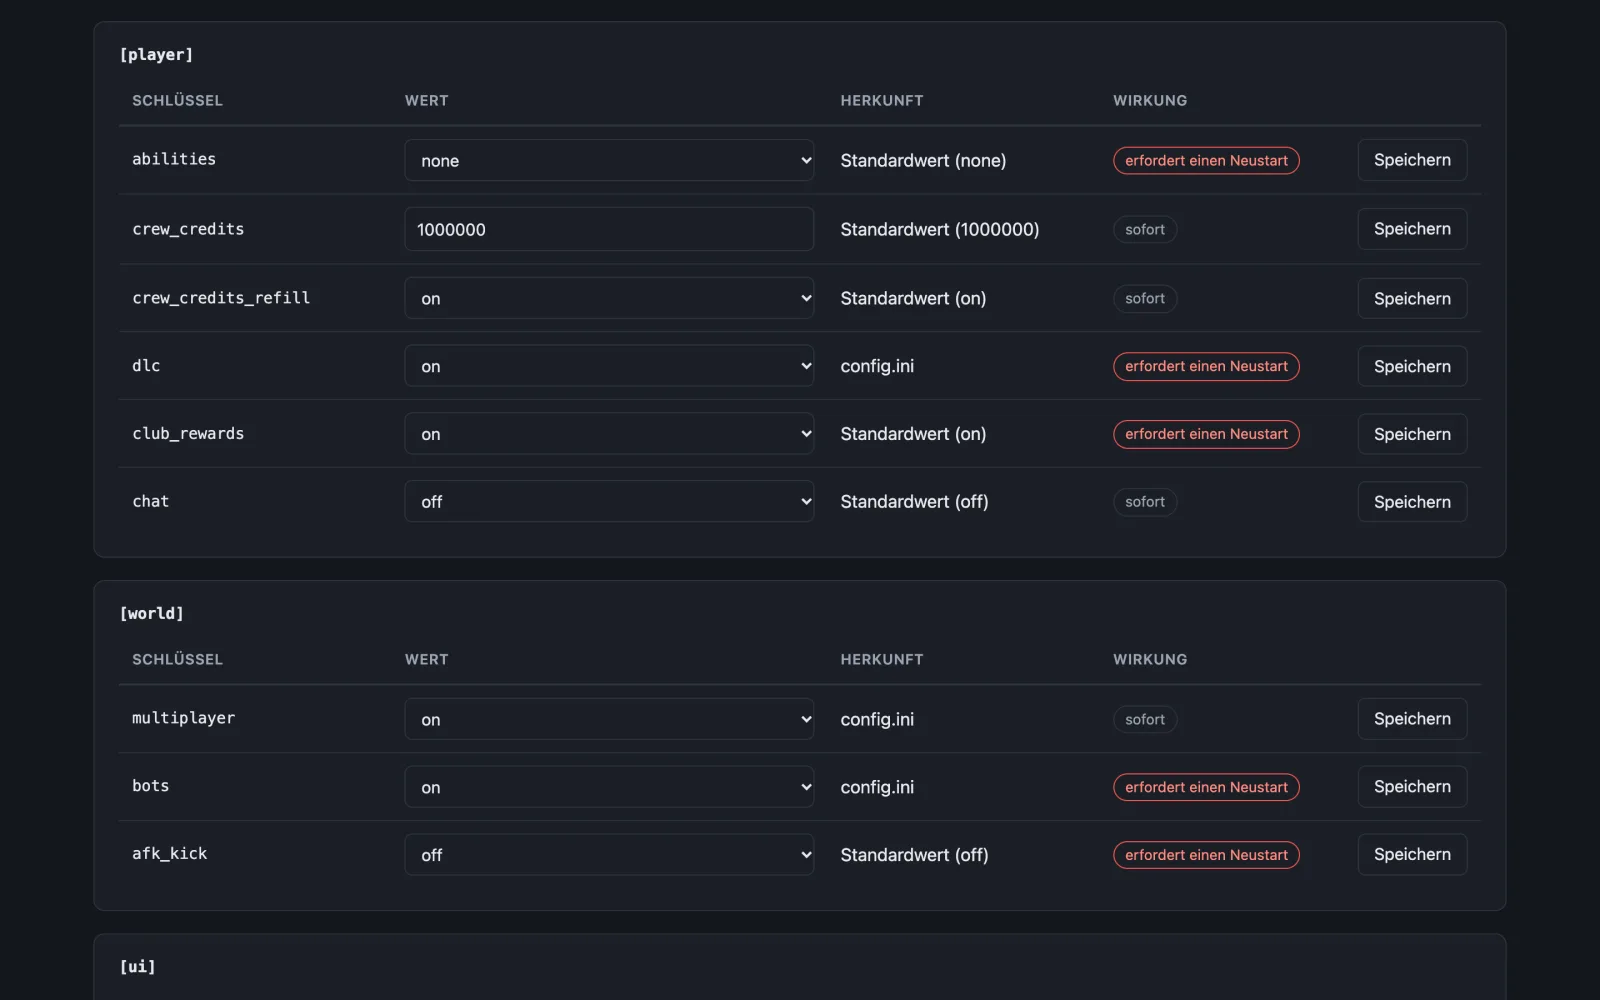 [player]
SCHLÜSSEL WERT HERKUNFT WIRKUNG
abilities none Standardwert (none) erfordert einen Neustart Speichern
crew_credits 1000000 Standardwert (1000000) sofort Speichern
crew_credits_refill on Standardwert (on) sofort Speichern
dlc on config.ini erfordert einen Neustart Speichern
club_rewards on Standardwert (on) erfordert einen Neustart Speichern
chat off Standardwert (off) sofort Speichern
[world]
SCHLÜSSEL WERT HERKUNFT WIRKUNG
multiplayer on config.ini sofort Speichern
bots on config.ini erfordert einen Neustart Speichern
afk_kick off Standardwert (off) erfordert einen Neustart Speichern
[ui]